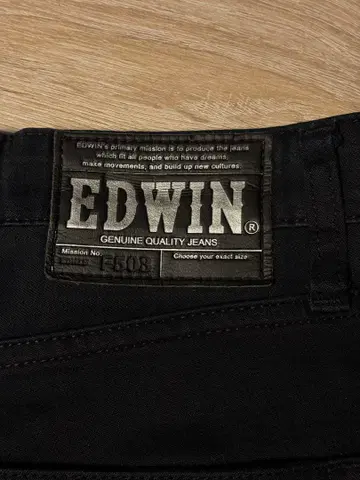 EDWIN's primary mission is to produce the jeans
which fit all people who have dreams,
make movements, and build up new cultures.
EDWIN®
GENUINE QUALITY JEANS
Mission No.
Choose your exact size